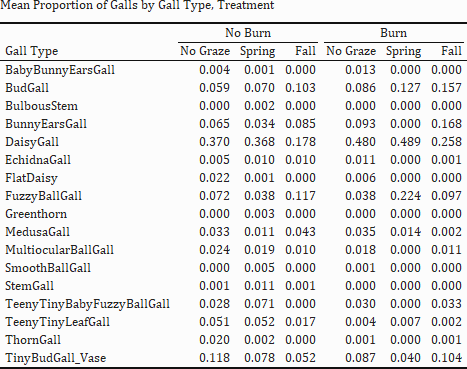 Mean Proportion of Galls by Gall Type, Treatment
No Burn Burn
Gall Type No Graze Spring Fall No Graze Spring Fall
BabyBunnyEarsGall 0.004 0.001 0.000 0.013 0.000 0.000
BudGall 0.059 0.070 0.103 0.086 0.127 0.157
BulbousStem 0.000 0.002 0.000 0.000 0.000 0.000
BunnyEarsGall 0.065 0.034 0.085 0.093 0.000 0.168
DaisyGall 0.370 0.368 0.178 0.480 0.489 0.258
EchidnaGall 0.005 0.010 0.010 0.011 0.000 0.001
FlatDaisy 0.022 0.001 0.000 0.006 0.000 0.000
FuzzyBallGall 0.072 0.038 0.117 0.038 0.224 0.097
Greenthorn 0.000 0.003 0.000 0.000 0.000 0.000
MedusaGall 0.033 0.011 0.043 0.035 0.014 0.002
MultiocularBallGall 0.024 0.019 0.010 0.018 0.000 0.011
SmoothBallGall 0.000 0.005 0.000 0.001 0.000 0.000
StemGall 0.001 0.011 0.001 0.000 0.000 0.000
TeenyTinyBabyFuzzyBallGall 0.028 0.071 0.000 0.030 0.000 0.033
TeenyTinyLeafGall 0.051 0.052 0.017 0.004 0.007 0.002
ThornGall 0.020 0.002 0.000 0.001 0.000 0.001
TinyBudGall_Vase 0.118 0.078 0.052 0.087 0.040 0.104